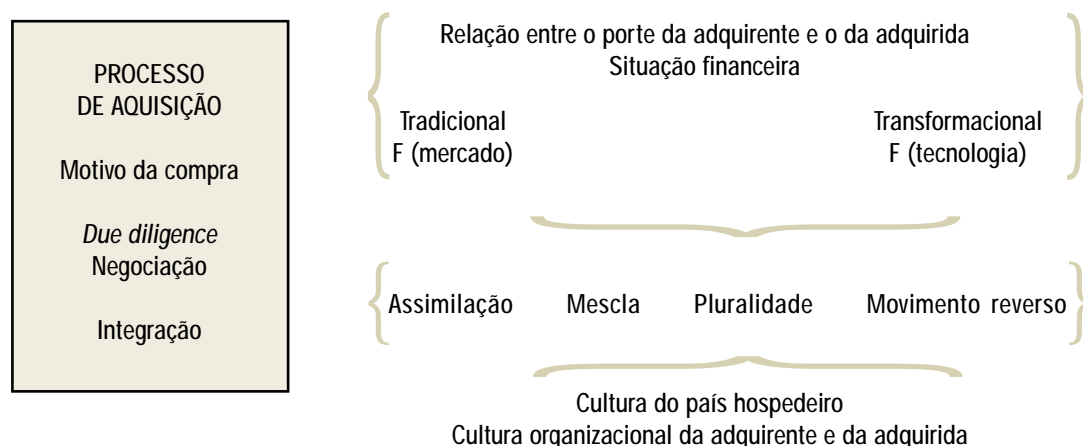 PROCESSO
DE AQUISIÇÃO
Motivo da compra
Due diligence
Negociação
Integração
Relação entre o porte da adquirente e o da adquirida
Situação financeira
Tradicional
F (mercado)
Transformacional
F (tecnologia)
Assimilação Mescla Pluralidade Movimento reverso
Cultura do país hospedeiro
Cultura organizacional da adquirente e da adquirida